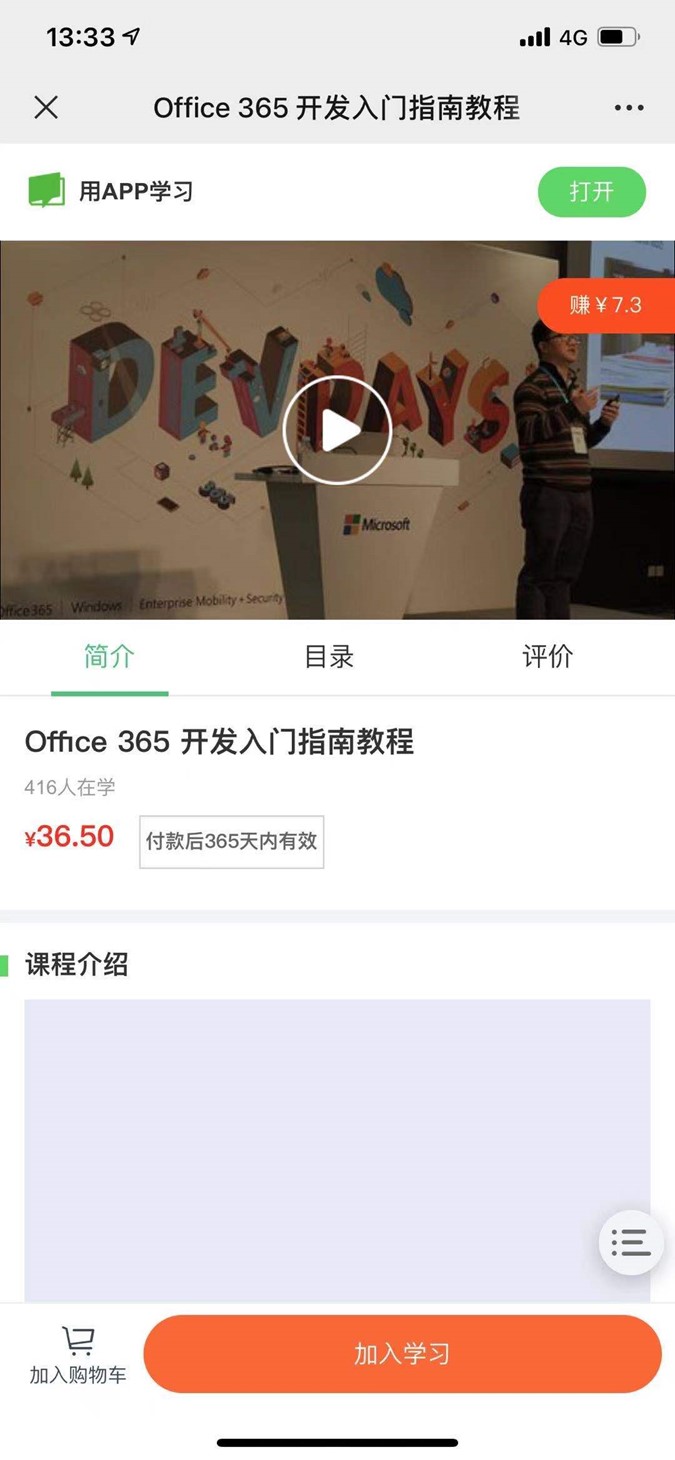 13:33
4G
Office 365 开发入门指南教程
用APP学习
打开
赚￥7.3
DEVDAYS
Microsoft
Office365 | Windows | Enterprise Mobility + Security
简介
目录
评价
Office 365 开发入门指南教程
416人在学
¥36.50
付款后365天内有效
课程介绍
加入购物车
加入学习